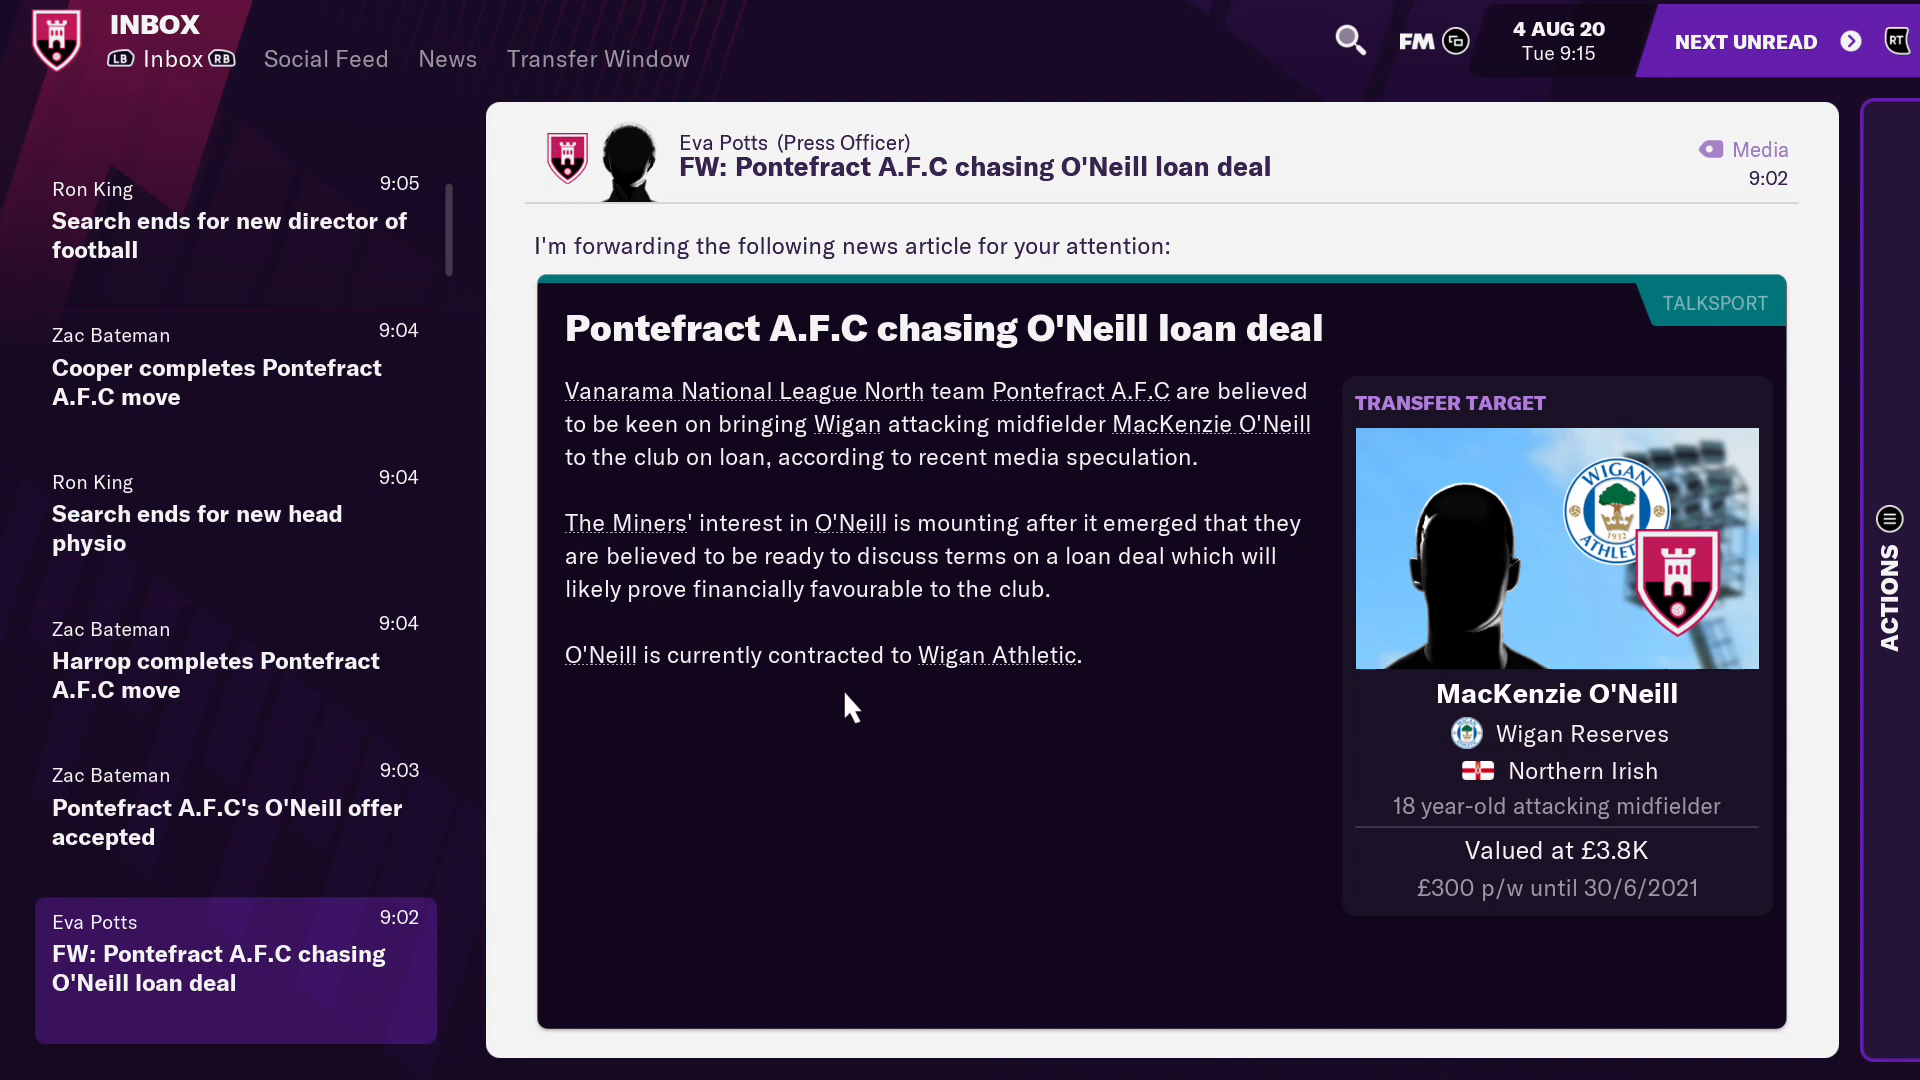 INBOX
LB Inbox RB Social Feed News Transfer Window
FM
4 AUG 20
Tue 9:15
NEXT UNREAD
RT
Ron King 9:05
Search ends for new director of
football
Zac Bateman 9:04
Cooper completes Pontefract
A.F.C move
Ron King 9:04
Search ends for new head
physio
Zac Bateman 9:04
Harrop completes Pontefract
A.F.C move
Zac Bateman 9:03
Pontefract A.F.C's O'Neill offer
accepted
Eva Potts 9:02
FW: Pontefract A.F.C chasing
O'Neill loan deal
Eva Potts (Press Officer)
FW: Pontefract A.F.C chasing O'Neill loan deal
Media
9:02
I'm forwarding the following news article for your attention:
TALKSPORT
Pontefract A.F.C chasing O'Neill loan deal
Vanarama National League North team Pontefract A.F.C are believed
to be keen on bringing Wigan attacking midfielder MacKenzie O'Neill
to the club on loan, according to recent media speculation.
The Miners' interest in O'Neill is mounting after it emerged that they
are believed to be ready to discuss terms on a loan deal which will
likely prove financially favourable to the club.
O'Neill is currently contracted to Wigan Athletic.
TRANSFER TARGET
WIGAN
1932
ATHLET
MacKenzie O'Neill
Wigan Reserves
Northern Irish
18 year-old attacking midfielder
Valued at £3.8K
£300 p/w until 30/6/2021
ACTIONS